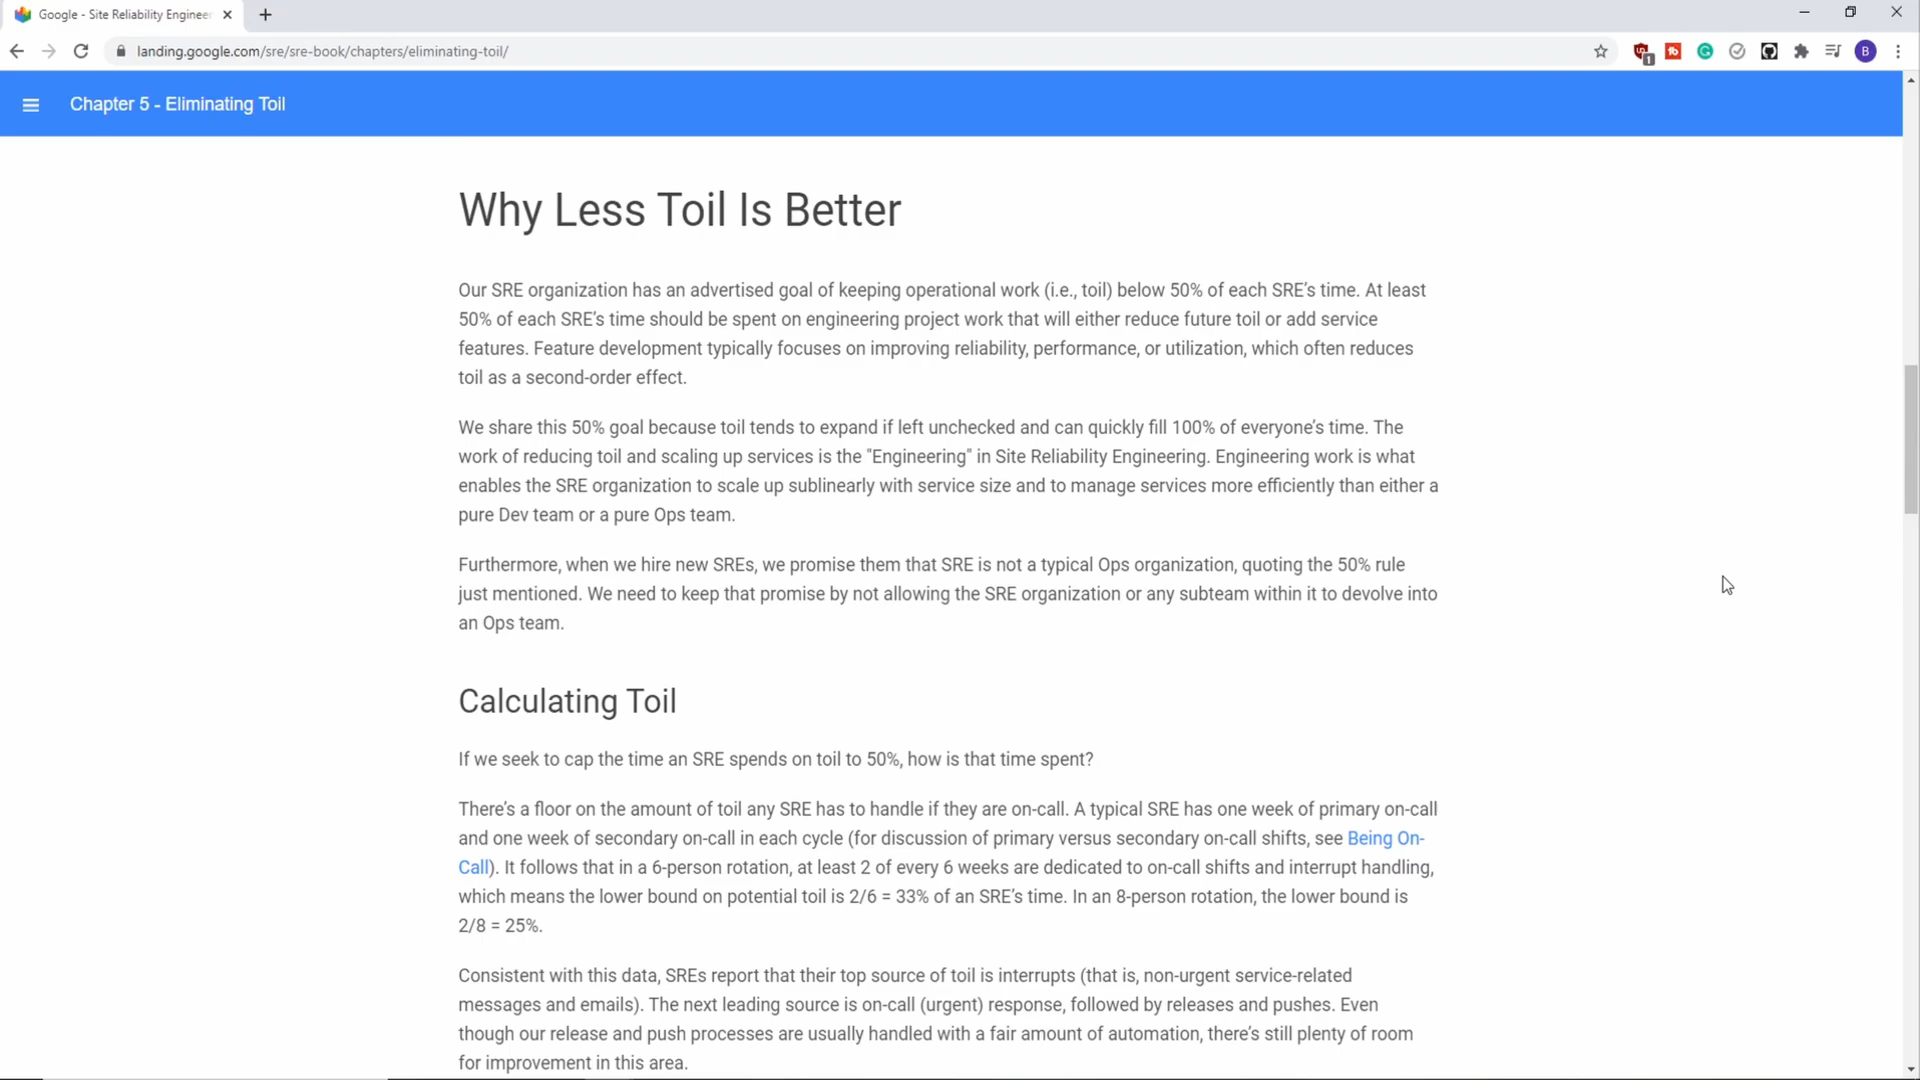 Google - Site Reliability Engineer
landing.google.com/sre/sre-book/chapters/eliminating-toil/
1
B
Chapter 5 - Eliminating Toil
Why Less Toil Is Better
Our SRE organization has an advertised goal of keeping operational work (i.e., toil) below 50% of each SRE's time. At least
50% of each SRE's time should be spent on engineering project work that will either reduce future toil or add service
features. Feature development typically focuses on improving reliability, performance, or utilization, which often reduces
toil as a second-order effect.
We share this 50% goal because toil tends to expand if left unchecked and can quickly fill 100% of everyone's time. The
work of reducing toil and scaling up services is the "Engineering" in Site Reliability Engineering. Engineering work is what
enables the SRE organization to scale up sublinearly with service size and to manage services more efficiently than either a
pure Dev team or a pure Ops team.
Furthermore, when we hire new SREs, we promise them that SRE is not a typical Ops organization, quoting the 50% rule
just mentioned. We need to keep that promise by not allowing the SRE organization or any subteam within it to devolve into
an Ops team.
Calculating Toil
If we seek to cap the time an SRE spends on toil to 50%, how is that time spent?
There's a floor on the amount of toil any SRE has to handle if they are on-call. A typical SRE has one week of primary on-call
and one week of secondary on-call in each cycle (for discussion of primary versus secondary on-call shifts, see Being On-
Call). It follows that in a 6-person rotation, at least 2 of every 6 weeks are dedicated to on-call shifts and interrupt handling,
which means the lower bound on potential toil is 2/6 = 33% of an SRE's time. In an 8-person rotation, the lower bound is
2/8 = 25%.
Consistent with this data, SREs report that their top source of toil is interrupts (that is, non-urgent service-related
messages and emails). The next leading source is on-call (urgent) response, followed by releases and pushes. Even
though our release and push processes are usually handled with a fair amount of automation, there's still plenty of room
for improvement in this area.